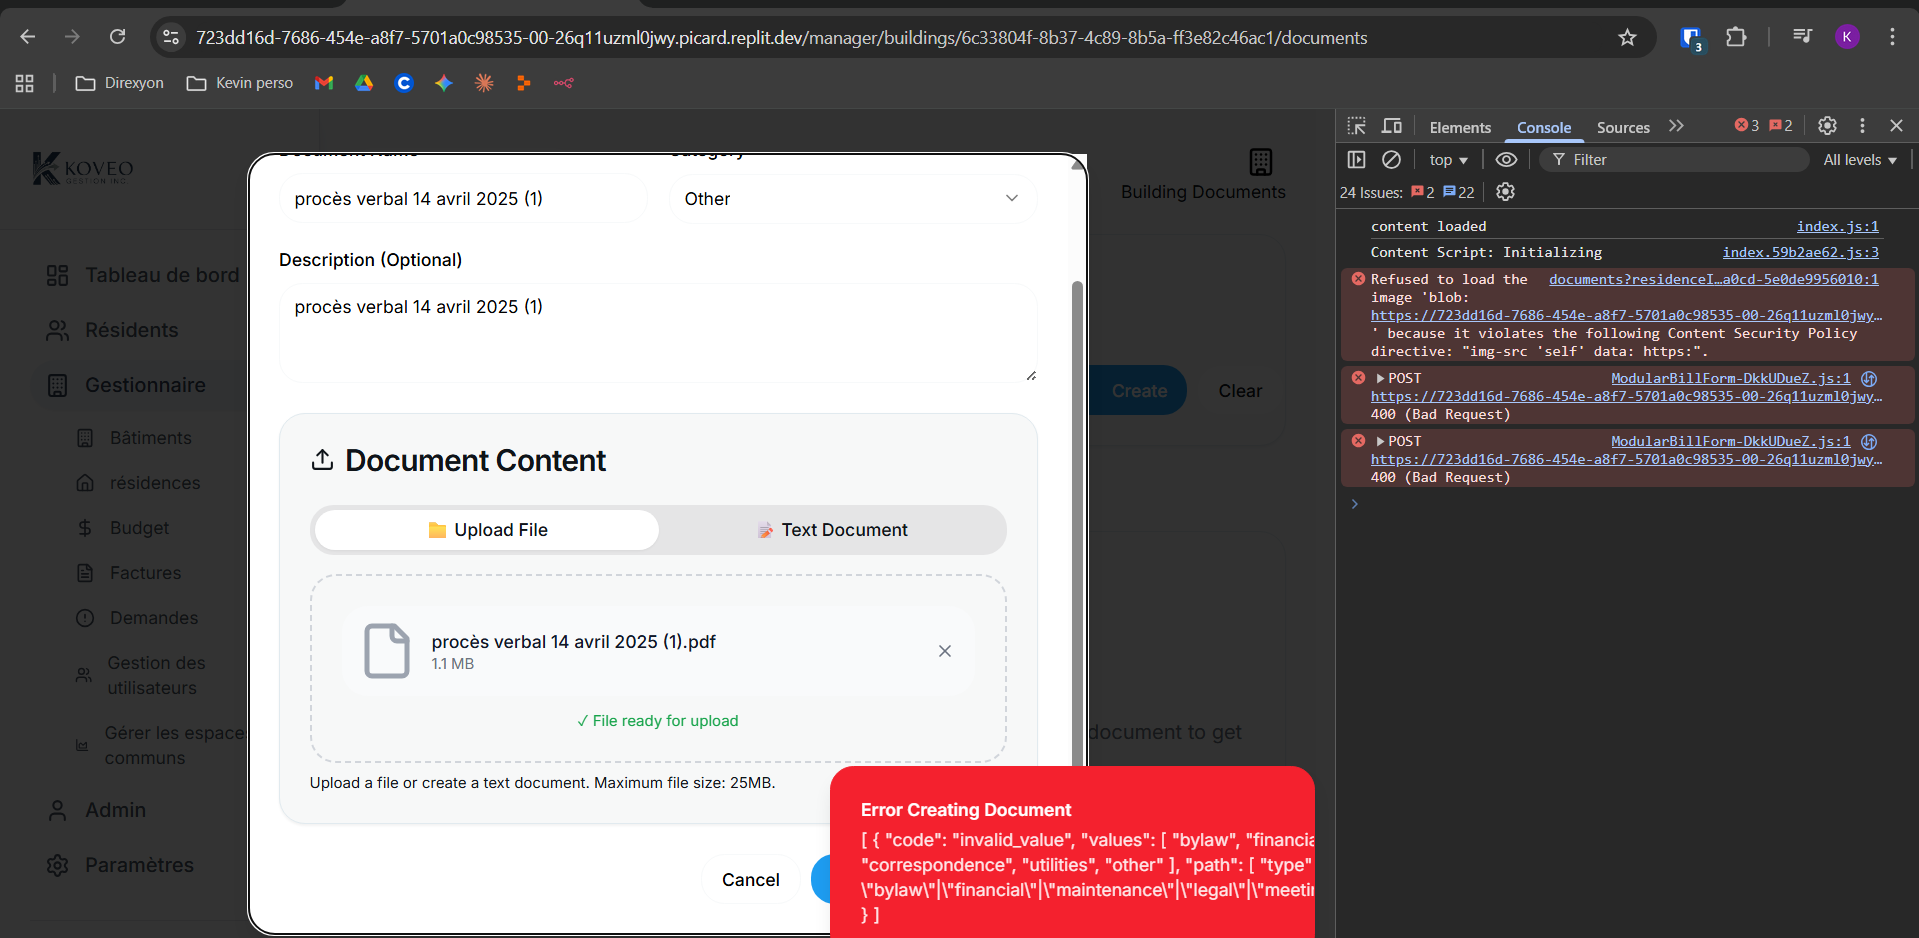 723dd16d-7686-454e-a8f7-5701a0c98535-00-26q11uzml0jwy.picard.replit.dev/manager/buildings/6c33804f-8b37-4c89-8b5a-ff3e82c46ac1/documents
3
K
Direxyon
Kevin perso
KOVEO
GESTION INC.
Tableau de bord
Résidents
Gestionnaire
Bâtiments
résidences
Budget
Factures
Demandes
Gestion des
utilisateurs
Gérer les espace
communs
Admin
Paramètres
Building Documents
Create
Clear
document to get
procès verbal 14 avril 2025 (1)
Other
Description (Optional)
procès verbal 14 avril 2025 (1)
Document Content
Upload File
Text Document
procès verbal 14 avril 2025 (1).pdf
1.1 MB
✓ File ready for upload
Upload a file or create a text document. Maximum file size: 25MB.
Cancel
Error Creating Document
[ { "code": "invalid_value", "values": [ "bylaw", "financia
"correspondence", "utilities", "other" ], "path": [ "type"
\"bylaw\"|\"financial\"|\"maintenance\"|\"legal\"|\"meetin
} ]
Elements
Console
Sources
3
2
top
Filter
All levels
24 Issues: 2 22
content loaded index.js:1
Content Script: Initializing index.59b2ae62.js:3
Refused to load the documents?residenceI…a0cd-5e0de9956010:1
image 'blob:
https://723dd16d-7686-454e-a8f7-5701a0c98535-00-26q11uzml0jwy…
' because it violates the following Content Security Policy
directive: "img-src 'self' data: https:".
POST ModularBillForm-DkkUDueZ.js:1
https://723dd16d-7686-454e-a8f7-5701a0c98535-00-26q11uzml0jwy…
400 (Bad Request)
POST ModularBillForm-DkkUDueZ.js:1
https://723dd16d-7686-454e-a8f7-5701a0c98535-00-26q11uzml0jwy…
400 (Bad Request)